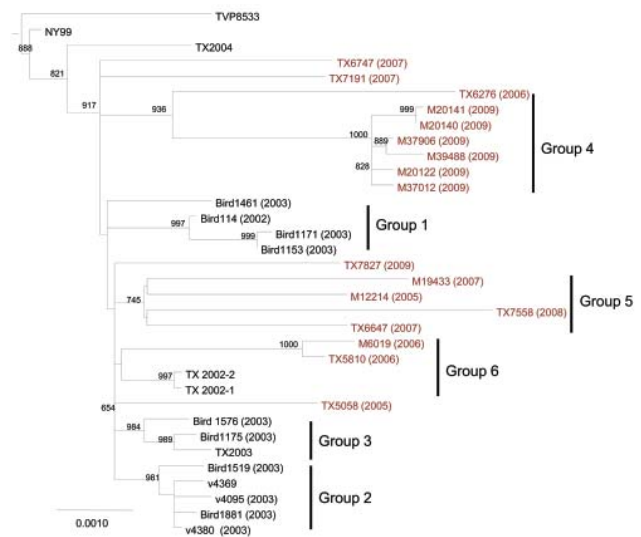 TVP8533
NY99
888
TX2004
821
TX6747 (2007)
TX7191 (2007)
917
936
TX6276 (2006)
999
M20141 (2009)
M20140 (2009)
1000
889
M37906 (2009)
M39488 (2009)
Group 4
828
M20122 (2009)
M37012 (2009)
Bird1461 (2003)
Bird114 (2002)
997
999
Bird1171 (2003)
Bird1153 (2003)
Group 1
TX7827 (2009)
M19433 (2007)
M12214 (2005)
745
TX7558 (2008)
TX6647 (2007)
Group 5
1000
M6019 (2006)
TX5810 (2006)
997
TX 2002-2
TX 2002-1
Group 6
654
TX5058 (2005)
984
Bird 1576 (2003)
989
Bird1175 (2003)
TX2003
Group 3
981
Bird1519 (2003)
v4369
v4095 (2003)
Bird1881 (2003)
v4380 (2003)
Group 2
0.0010